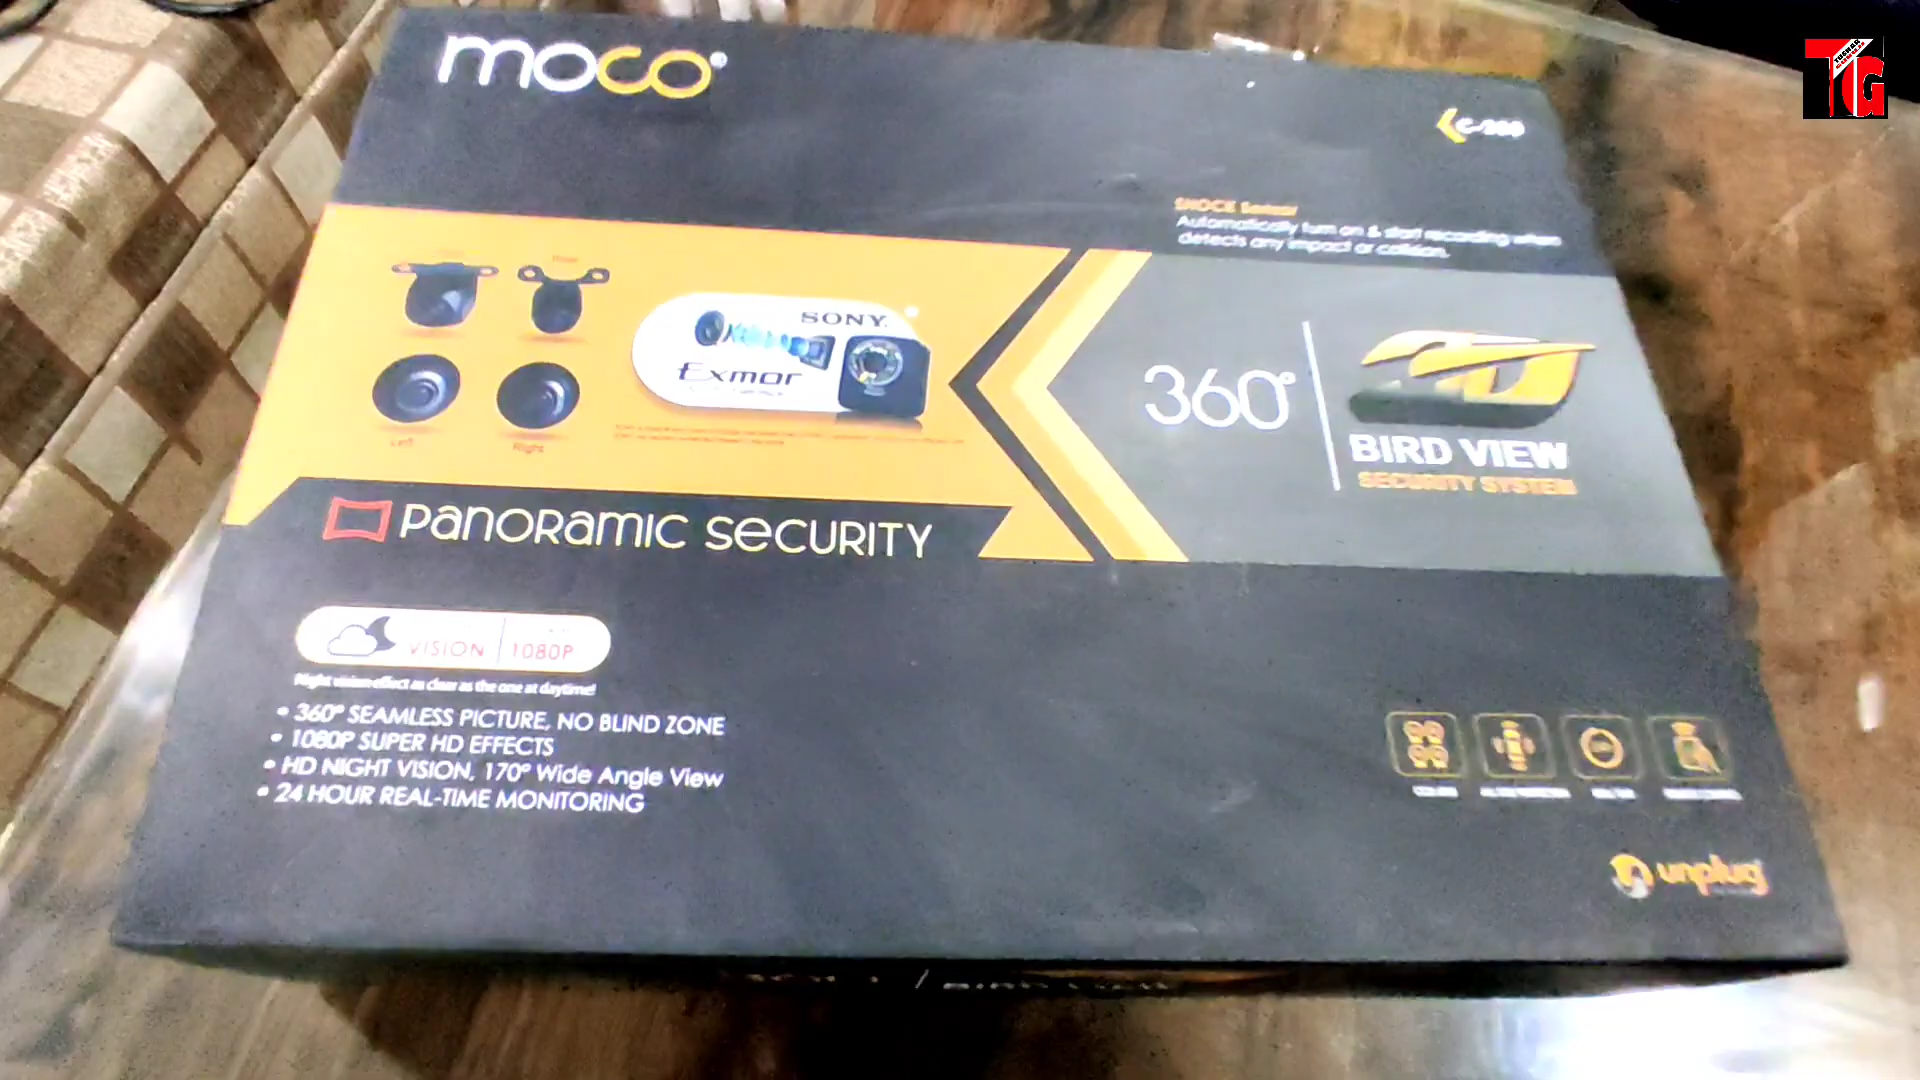 moco
TG
SHOCK Sensor
Automatically turn on & start recording when
detects any impact or collision.
SONY
Exmor
Left
Right
360°
BIRD VIEW
SECURITY SYSTEM
PANORAMIC SECURITY
VISION 1080P
Night vision effect as clear as the one at daytime!
• 360° SEAMLESS PICTURE, NO BLIND ZONE
• 1080P SUPER HD EFFECTS
• HD NIGHT VISION, 170° Wide Angle View
• 24 HOUR REAL-TIME MONITORING
unplug